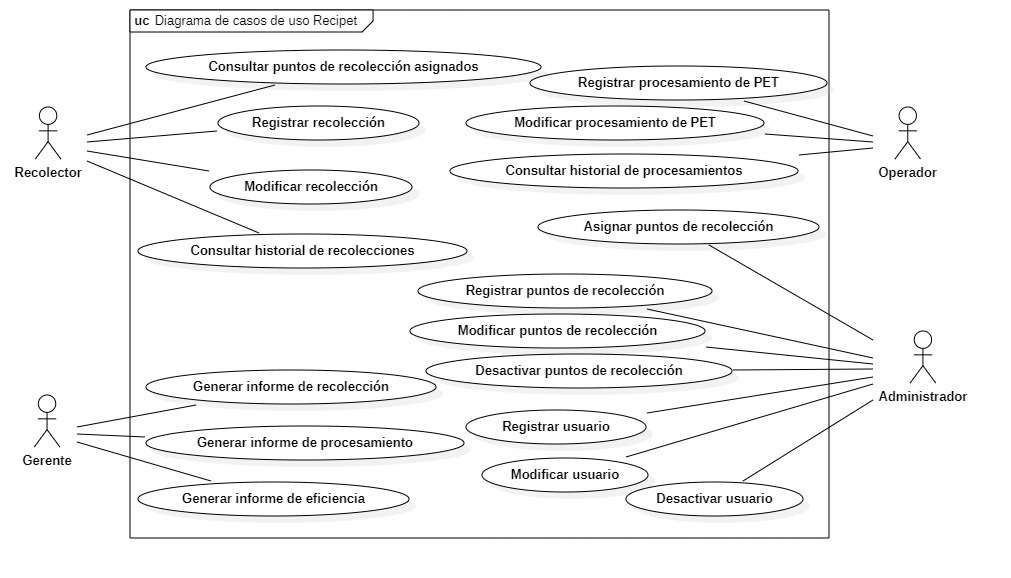 uc Diagrama de casos de uso Recipet
Consultar puntos de recolección asignados
Registrar procesamiento de PET
Registrar recolección
Modificar procesamiento de PET
Recolector
Consultar historial de procesamientos
Operador
Modificar recolección
Asignar puntos de recolección
Consultar historial de recolecciones
Registrar puntos de recolección
Modificar puntos de recolección
Desactivar puntos de recolección
Generar informe de recolección
Administrador
Registrar usuario
Generar informe de procesamiento
Gerente
Modificar usuario
Generar informe de eficiencia
Desactivar usuario